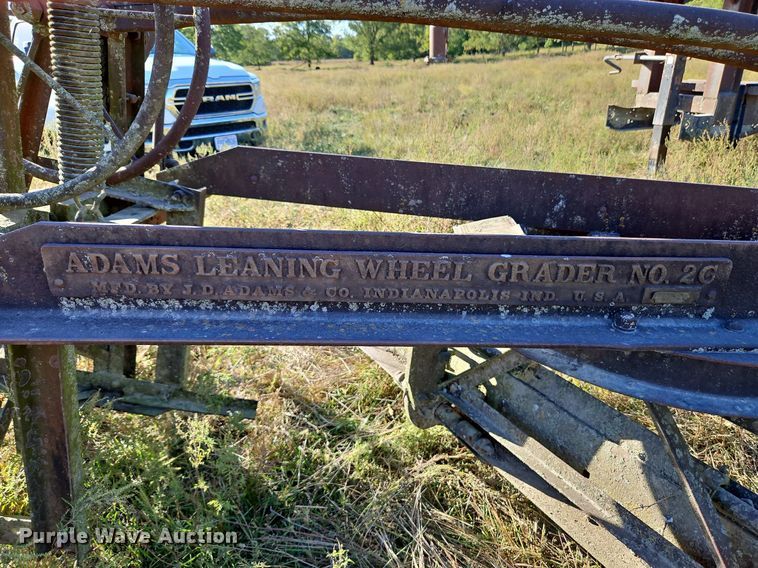 RAM
ADAMS LEANING WHEEL GRADER NO. 2C
MFD. BY J. D. ADAMS & CO. INDIANAPOLIS IND. U.S.A.
Purple Wave Auction